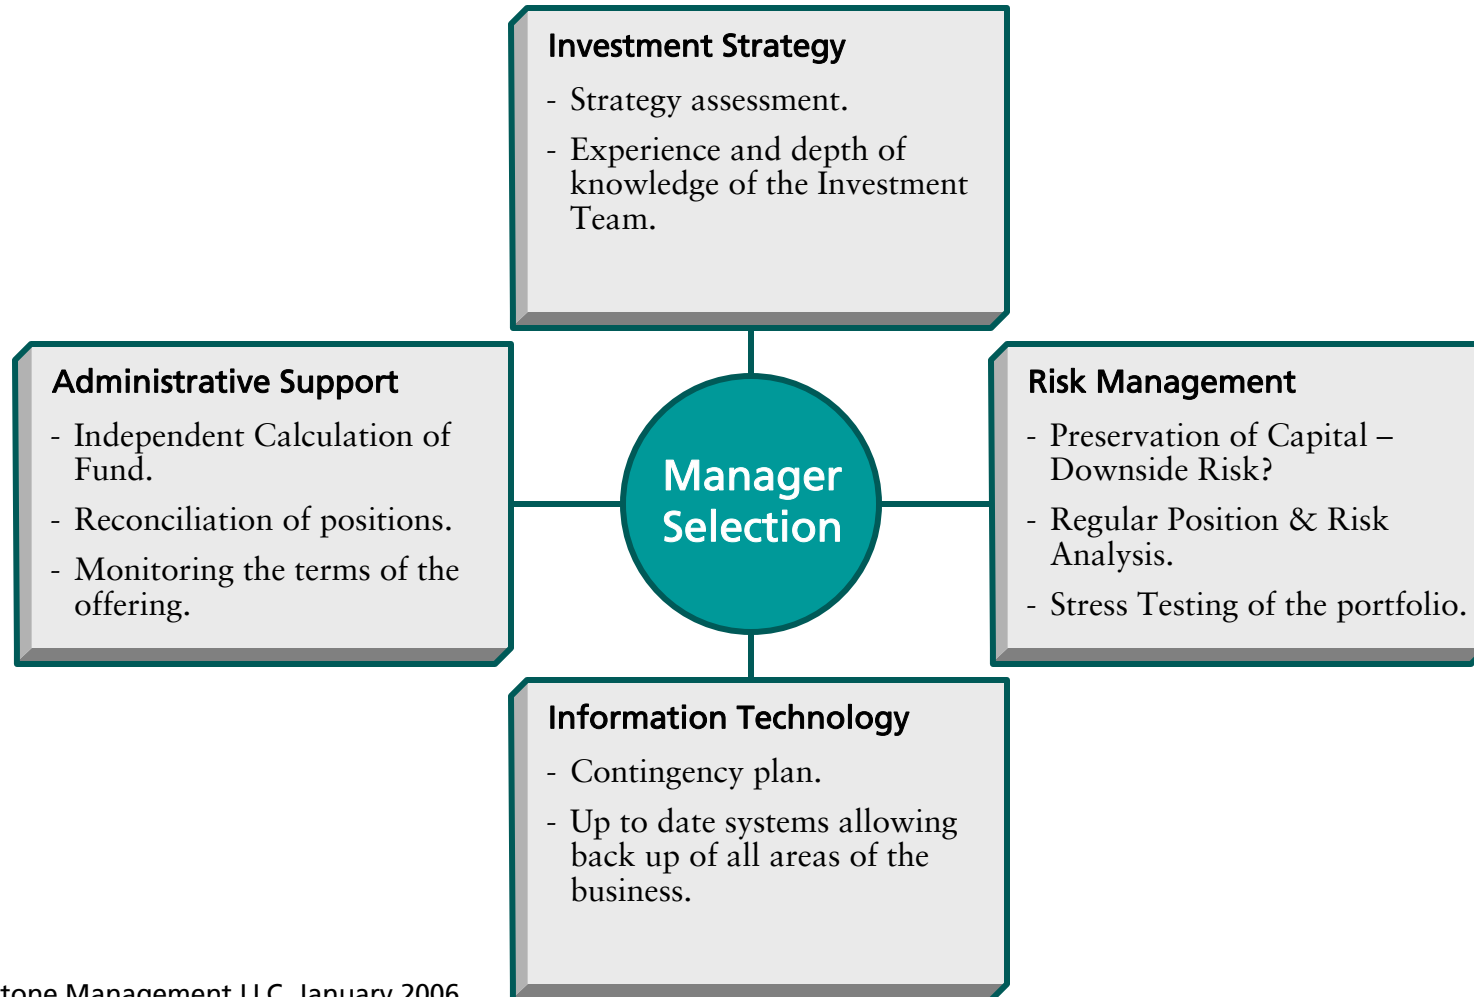 Investment Strategy
- Strategy assessment.
- Experience and depth of
knowledge of the Investment
Team.
Administrative Support
- Independent Calculation of
Fund.
- Reconciliation of positions.
- Monitoring the terms of the
offering.
Manager
Selection
Risk Management
- Preservation of Capital –
Downside Risk?
- Regular Position & Risk
Analysis.
- Stress Testing of the portfolio.
Information Technology
- Contingency plan.
- Up to date systems allowing
back up of all areas of the
business.
Management LLC, January 2006